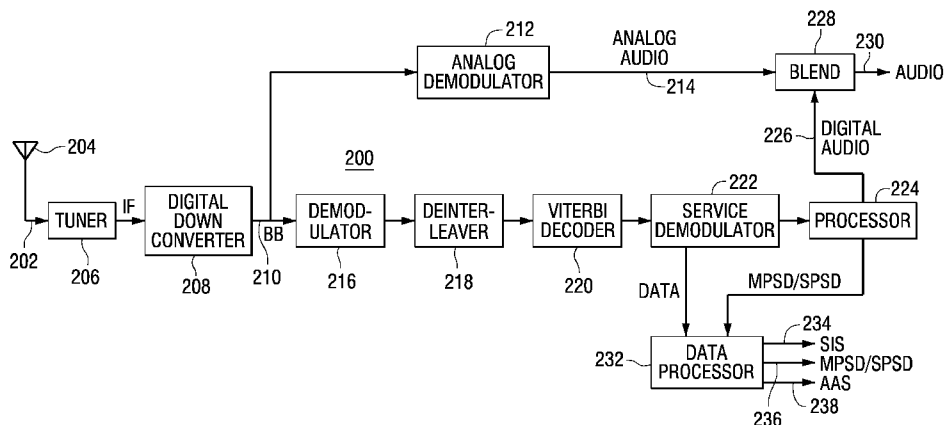 212
ANALOG
DEMODULATOR
ANALOG
AUDIO
214
228
BLEND
230
AUDIO
226
DIGITAL
AUDIO
204
200
202
TUNER
206
IF
DIGITAL
DOWN
CONVERTER
208
210
BB
DEMOD-
ULATOR
216
DEINTER-
LEAVER
218
VITERBI
DECODER
220
222
SERVICE
DEMODULATOR
224
PROCESSOR
DATA
MPSD/SPSD
232
DATA
PROCESSOR
234
SIS
MPSD/SPSD
236
AAS
238